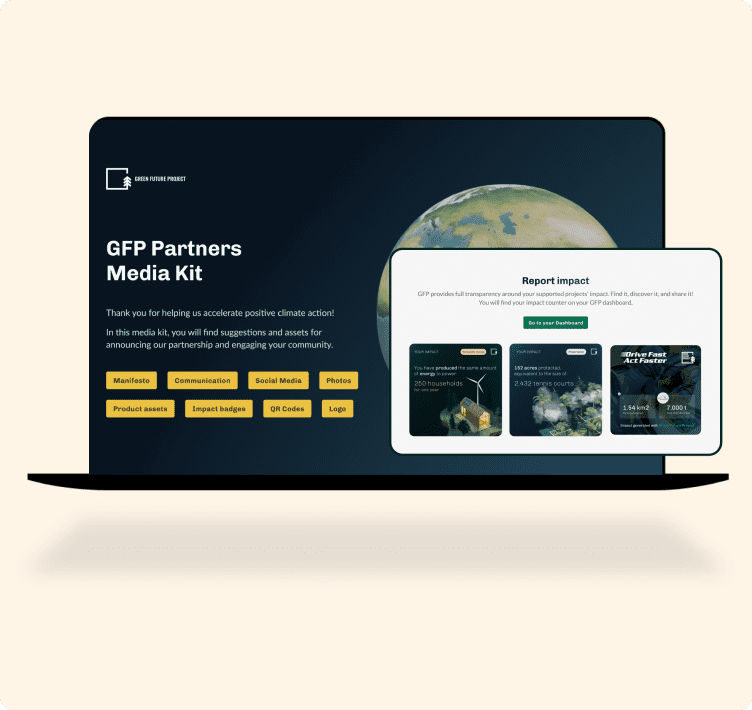 GREEN FUTURE PROJECT
GFP Partners
Media Kit
Thank you for helping us accelerate positive climate action!
In this media kit, you will find suggestions and assets for
announcing our partnership and engaging your community.
Manifesto
Communication
Social Media
Photos
Product assets
Impact badges
QR Codes
Logo
Report impact
GFP provides full transparency around your supported projects' impact. Find it, discover it, and share it!
You will find your impact counter on your GFP dashboard.
Go to your Dashboard
YOUR IMPACT
You have produced the same amount
of energy to power
250 households
for one year
YOUR IMPACT
162 acres protected,
equivalent to the size of
2,432 tennis courts
Drive Fast
Act Faster
1.54 km2
7,000 t
Impact generated with